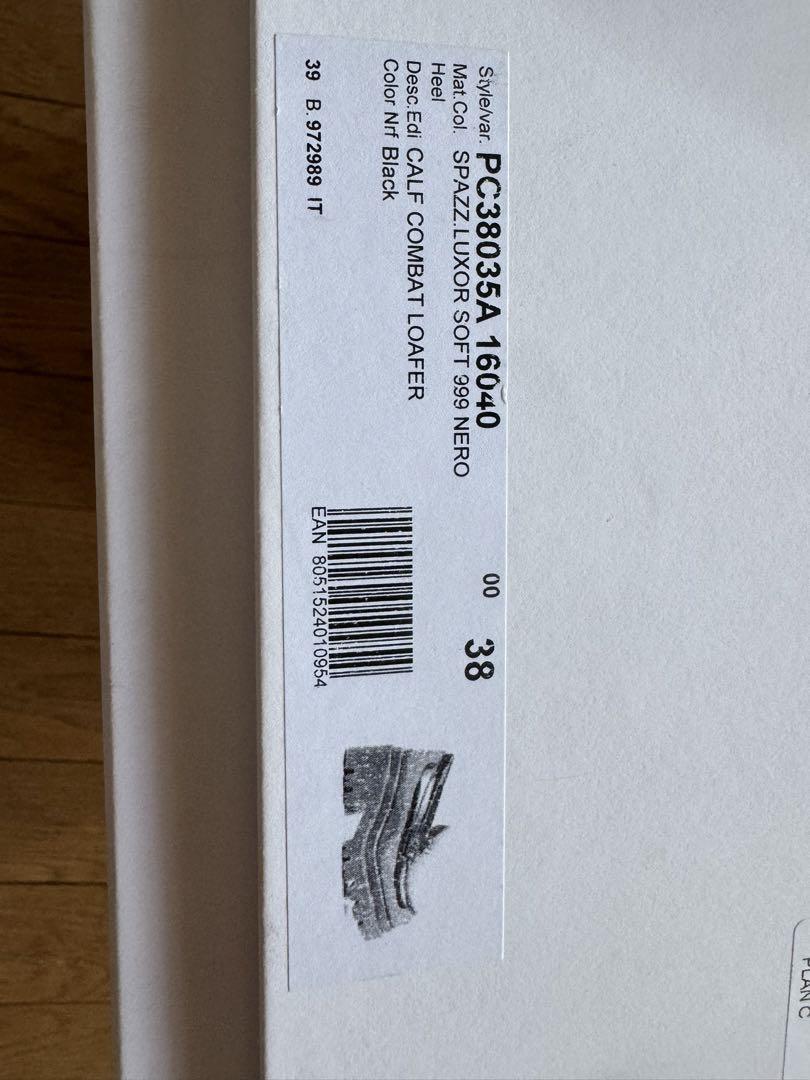 Style/var. PC38035A 16040 00 38
Mat.Col. SPAZZ.LUXOR SOFT 999 NERO
Heel
Desc.Edi CALF COMBAT LOAFER
Color Nrf Black
39 B. 972989 IT
EAN 8051524010954
PLAN C